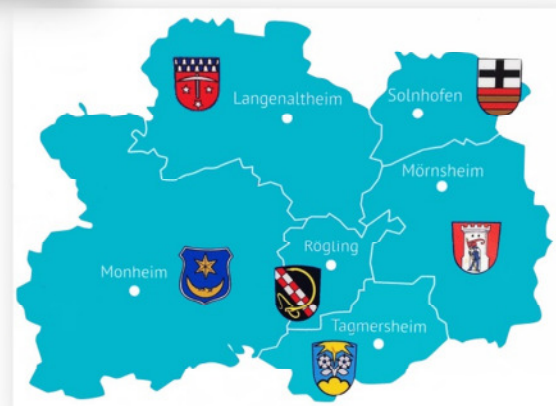 Langenaltheim
Solnhofen
Mörnsheim
Rögling
Monheim
Tagmersheim